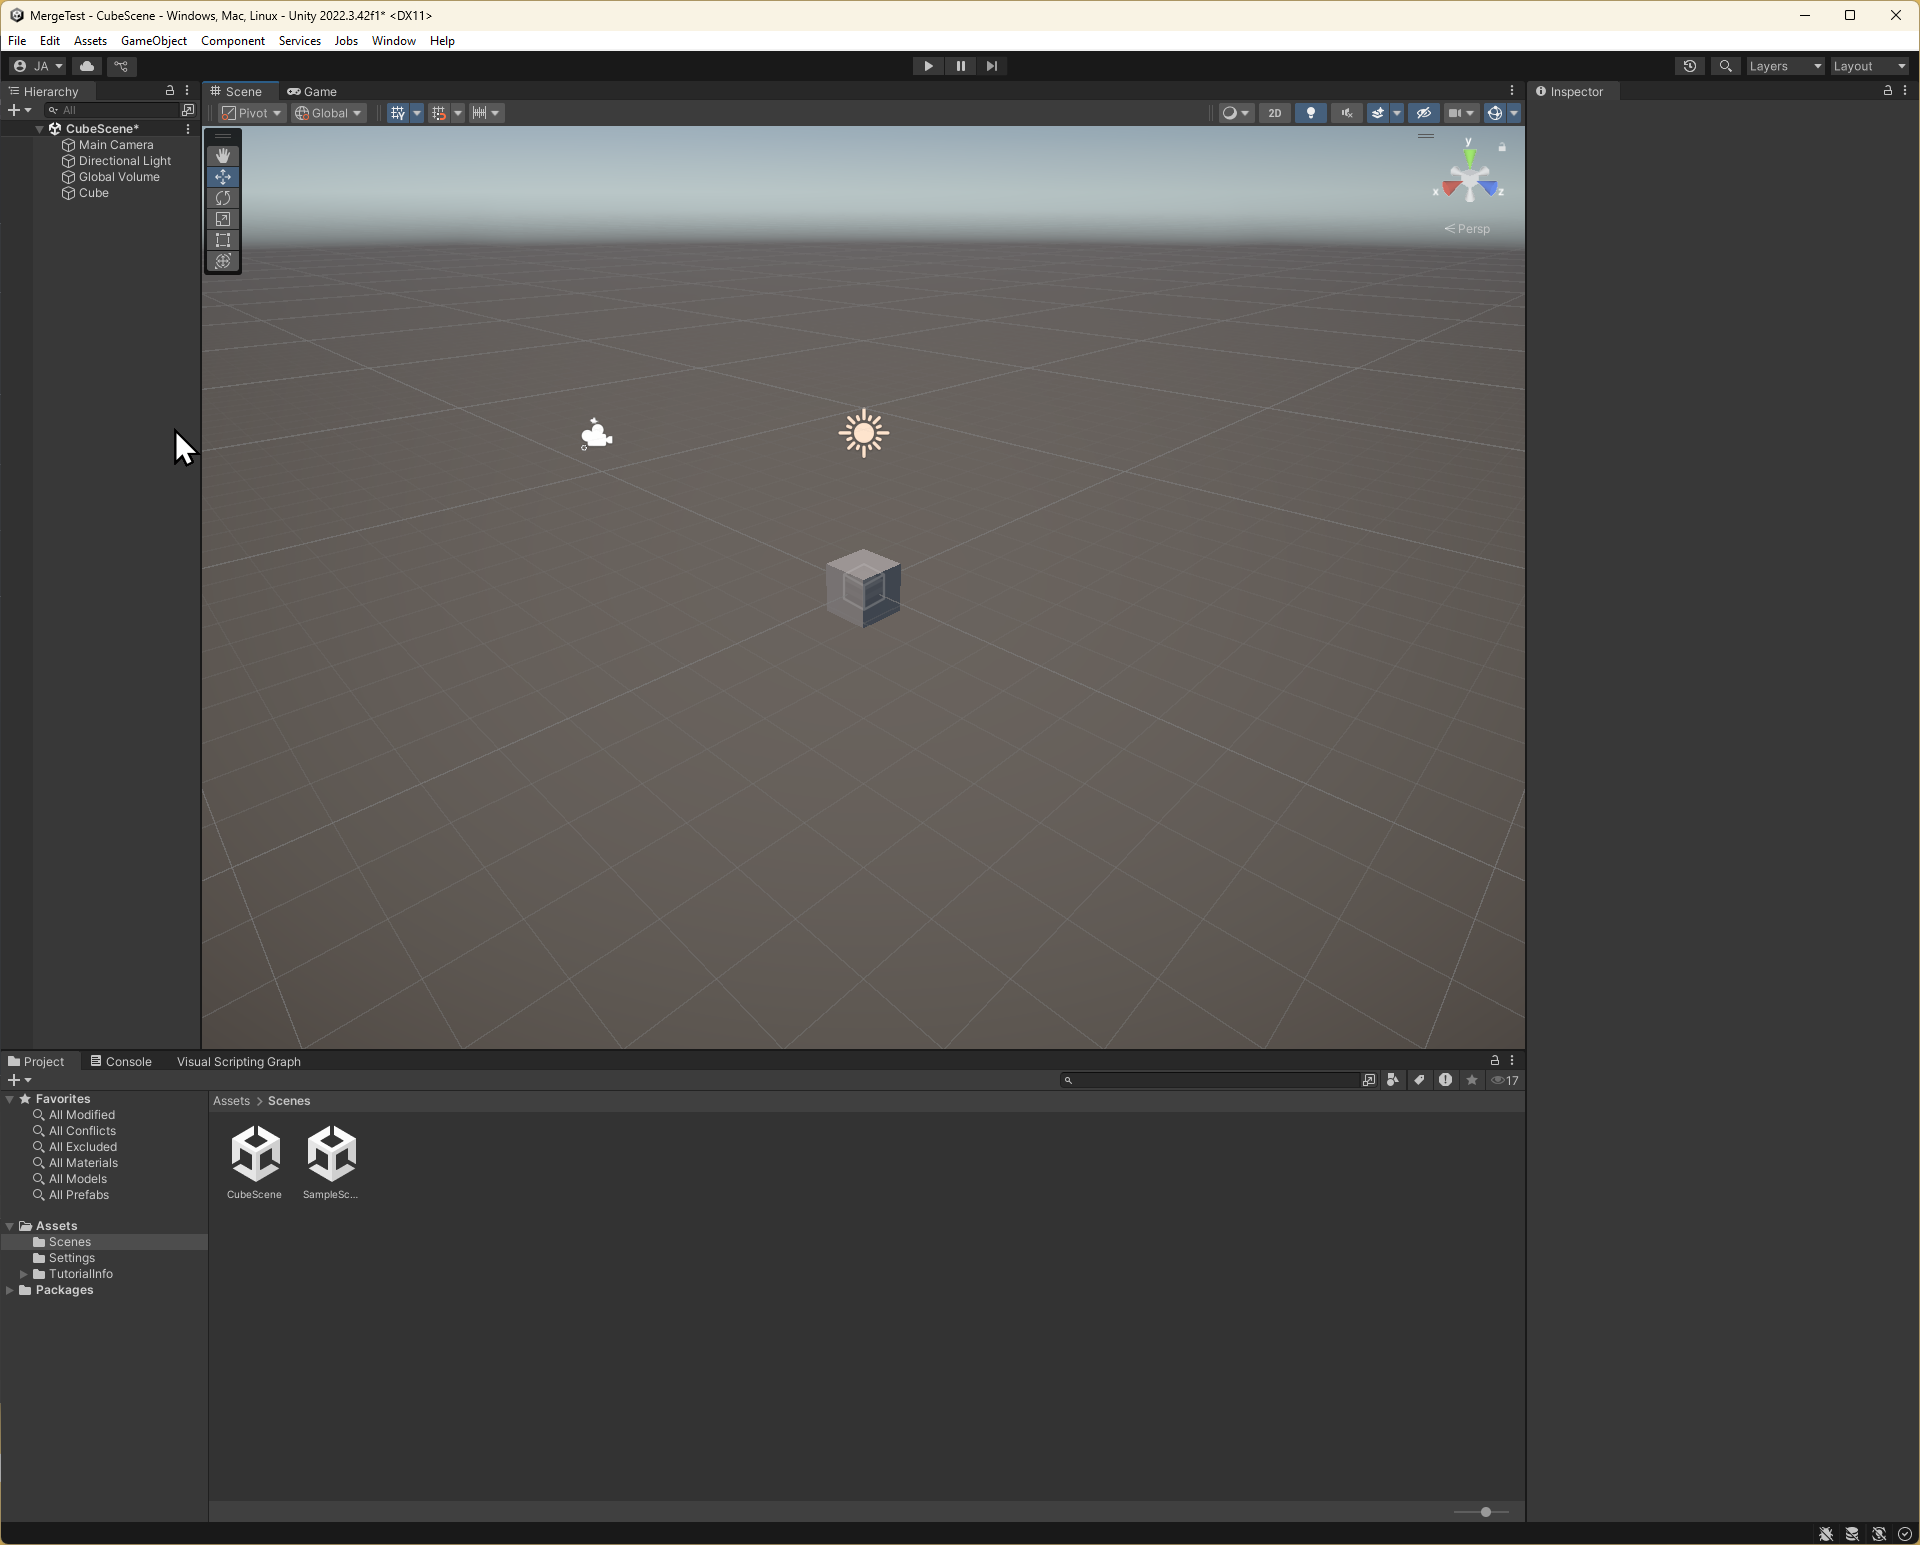 MergeTest - CubeScene - Windows, Mac, Linux - Unity 2022.3.42f1* <DX11>
File Edit Assets GameObject Component Services Jobs Window Help
JA Layers Layout
Hierarchy Scene Game Inspector
All Pivot Global 2D
CubeScene*
Main Camera
Directional Light
Global Volume
Cube
y
x z
Persp
Project Console Visual Scripting Graph
17
Favorites
All Modified
All Conflicts
All Excluded
All Materials
All Models
All Prefabs
Assets
Scenes
Settings
TutorialInfo
Packages
Assets > Scenes
CubeScene SampleSc...